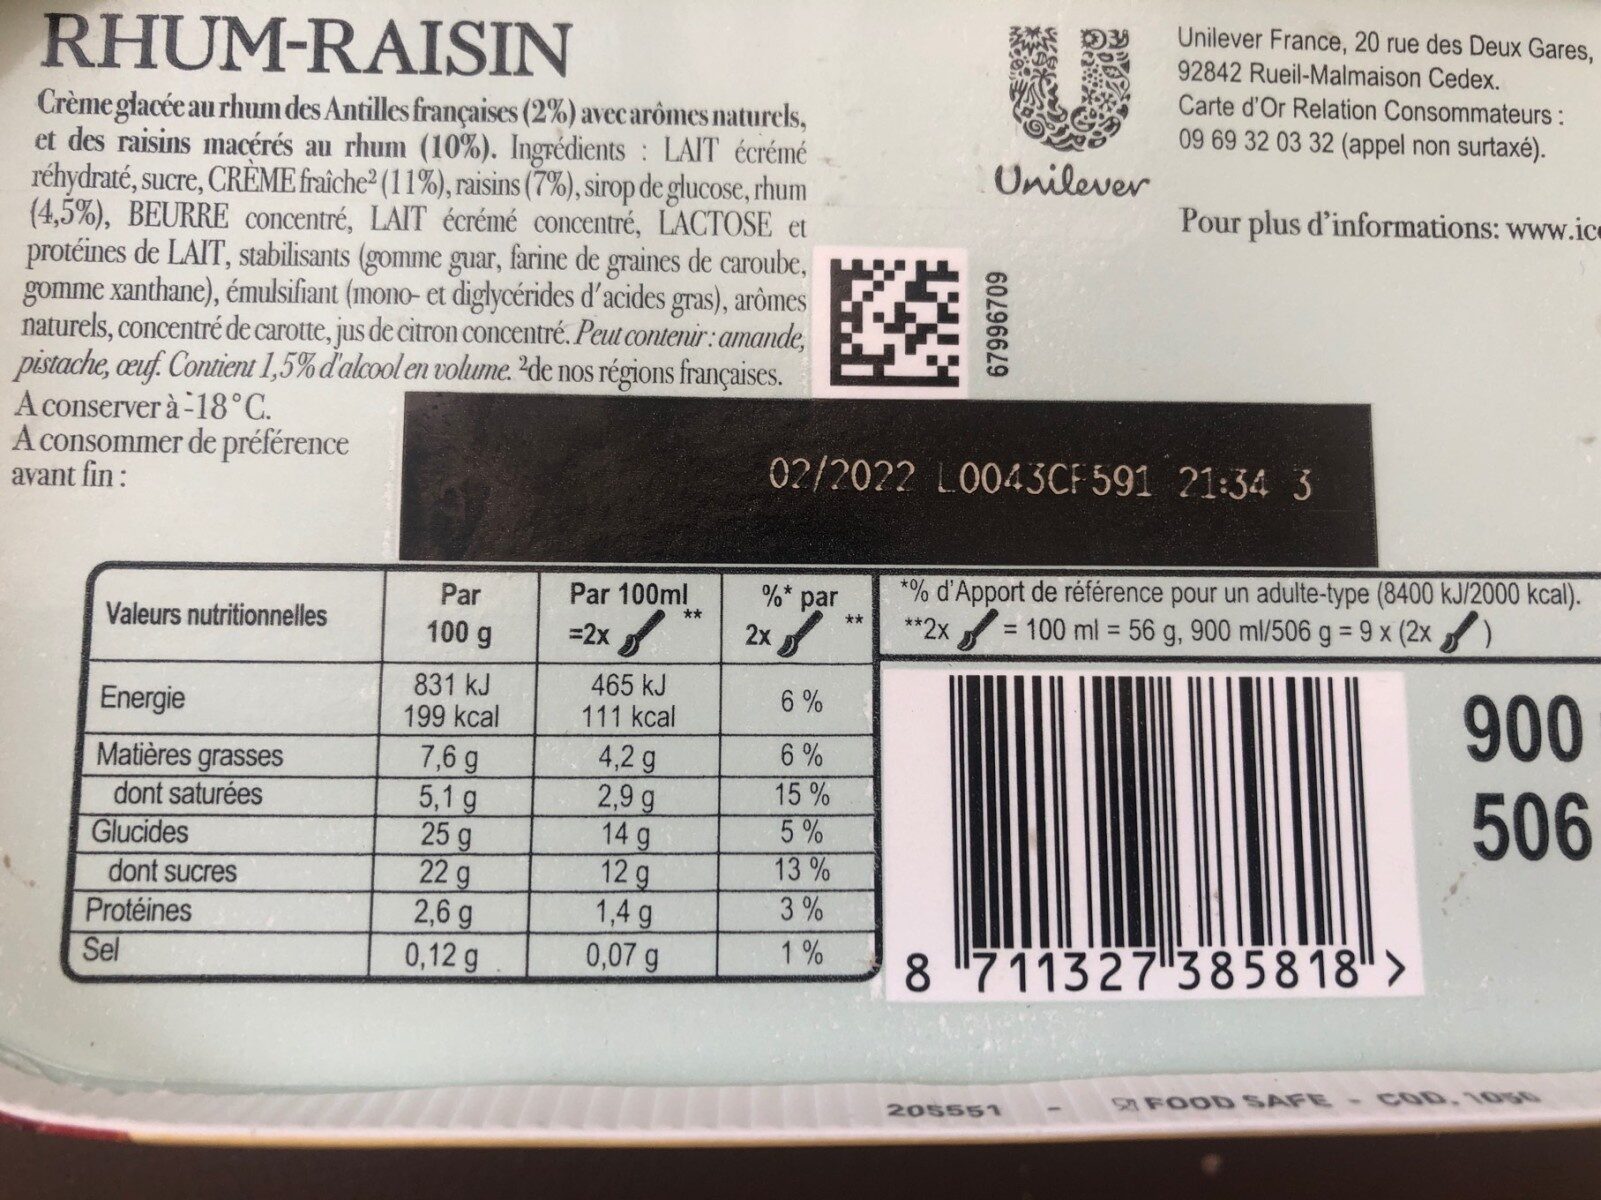 RHUM-RAISIN
Crème glacée au rhum des Antilles françaises (2%) avec arômes naturels,
et des raisins macérés au rhum (10%). Ingrédients : LAIT écrémé
réhydraté, sucre, CRÈME fraîche² (11%), raisins (7%), sirop de glucose, rhum
(4,5%), BEURRE concentré, LAIT écrémé concentré, LACTOSE et
protéines de LAIT, stabilisants (gomme guar, farine de graines de caroube,
gomme xanthane), émulsifiant (mono- et diglycérides d'acides gras), arômes
naturels, concentré de carotte, jus de citron concentré. Peut contenir : amande,
pistache, œuf. Contient 1,5% d'alcool en volume. ²de nos régions françaises.
A conserver à -18°C.
A consommer de préférence
avant fin :
Unilever
Unilever France, 20 rue des Deux Gares,
92842 Rueil-Malmaison Cedex.
Carte d'Or Relation Consommateurs :
09 69 32 03 32 (appel non surtaxé).
Pour plus d'informations: www.ic
67996709
02/2022 L0043CF591 21:34 3
Valeurs nutritionnelles Par 100 g Par 100ml =2x ** %* par 2x **
Energie 831 kJ 199 kcal 465 kJ 111 kcal 6 %
Matières grasses 7,6 g 4,2 g 6 %
dont saturées 5,1 g 2,9 g 15 %
Glucides 25 g 14 g 5 %
dont sucres 22 g 12 g 13 %
Protéines 2,6 g 1,4 g 3 %
Sel 0,12 g 0,07 g 1 %
*% d'Apport de référence pour un adulte-type (8400 kJ/2000 kcal).
**2x = 100 ml = 56 g, 900 ml/506 g = 9 x (2x )
900
506
8 711327 385818 >
205551 - FOOD SAFE - COD. 1050